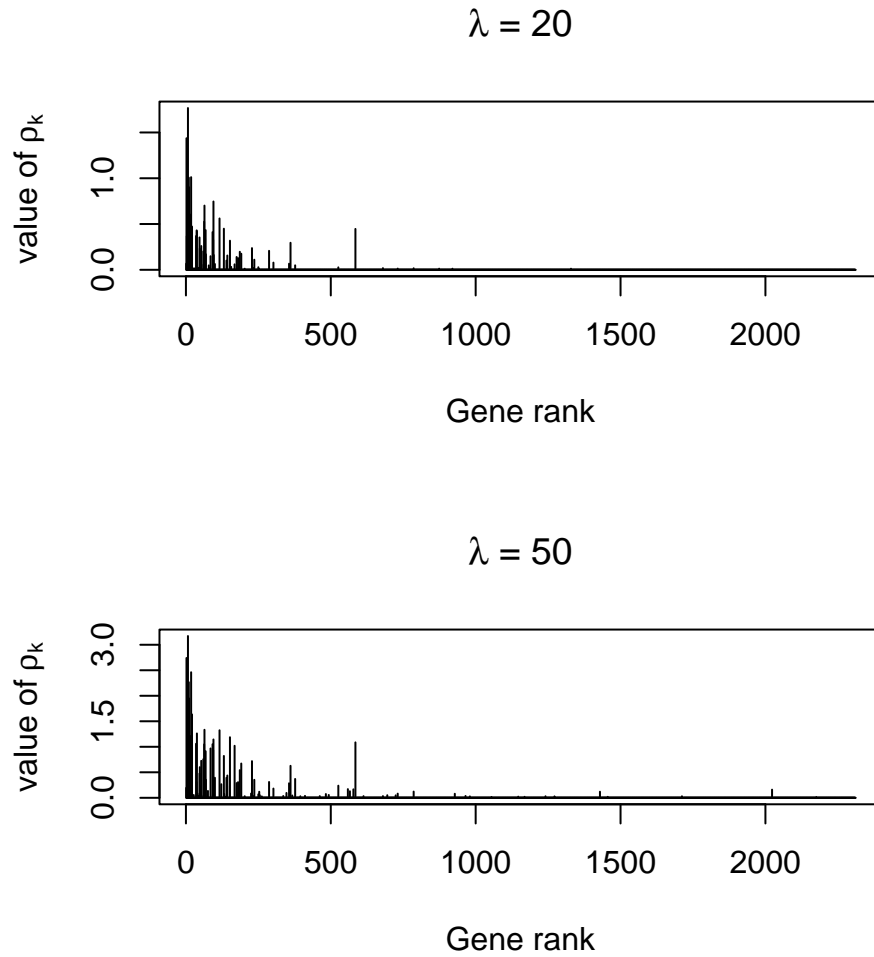 λ = 20
value of ρk
1.0
0.0
0 500 1000 1500 2000
Gene rank
λ = 50
value of ρk
3.0
1.5
0.0
0 500 1000 1500 2000
Gene rank